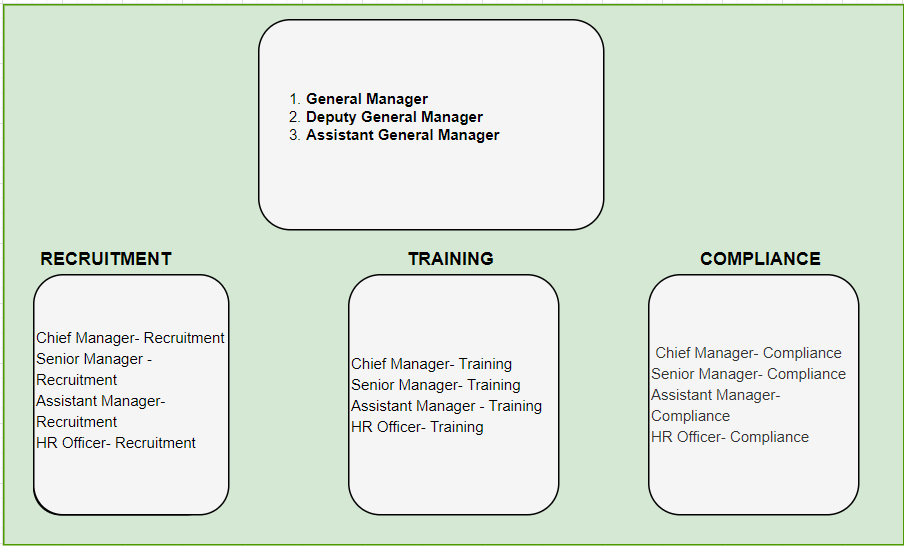 1. General Manager
2. Deputy General Manager
3. Assistant General Manager
RECRUITMENT
Chief Manager- Recruitment
Senior Manager -
Recruitment
Assistant Manager-
Recruitment
HR Officer- Recruitment
TRAINING
Chief Manager- Training
Senior Manager- Training
Assistant Manager - Training
HR Officer- Training
COMPLIANCE
Chief Manager- Compliance
Senior Manager- Compliance
Assistant Manager-
Compliance
HR Officer- Compliance